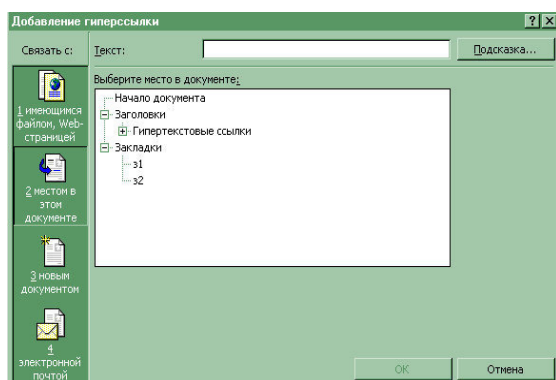 Добавление гиперссылки
Связать с:
Текст:
Подсказка...
1 имеющимся
файлом, Web-
страницей
2 местом в
этом
документе
3 новым
документом
4
электронной
почтой
Выберите место в документе:
Начало документа
Заголовки
Гипертекстовые ссылки
Закладки
з1
з2
OK
Отмена